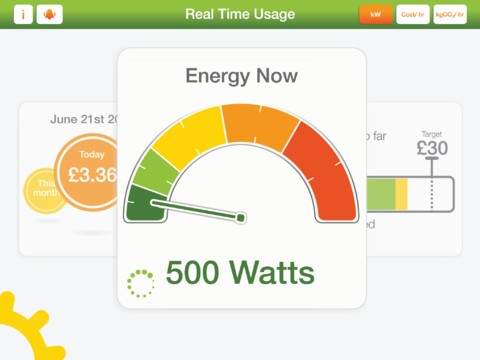 i
Real Time Usage
kW
Cost/ hr
kgCO₂/ hr
Energy Now
500 Watts
June 21st 20
Today
£3.36
This
month
far
Target
£30